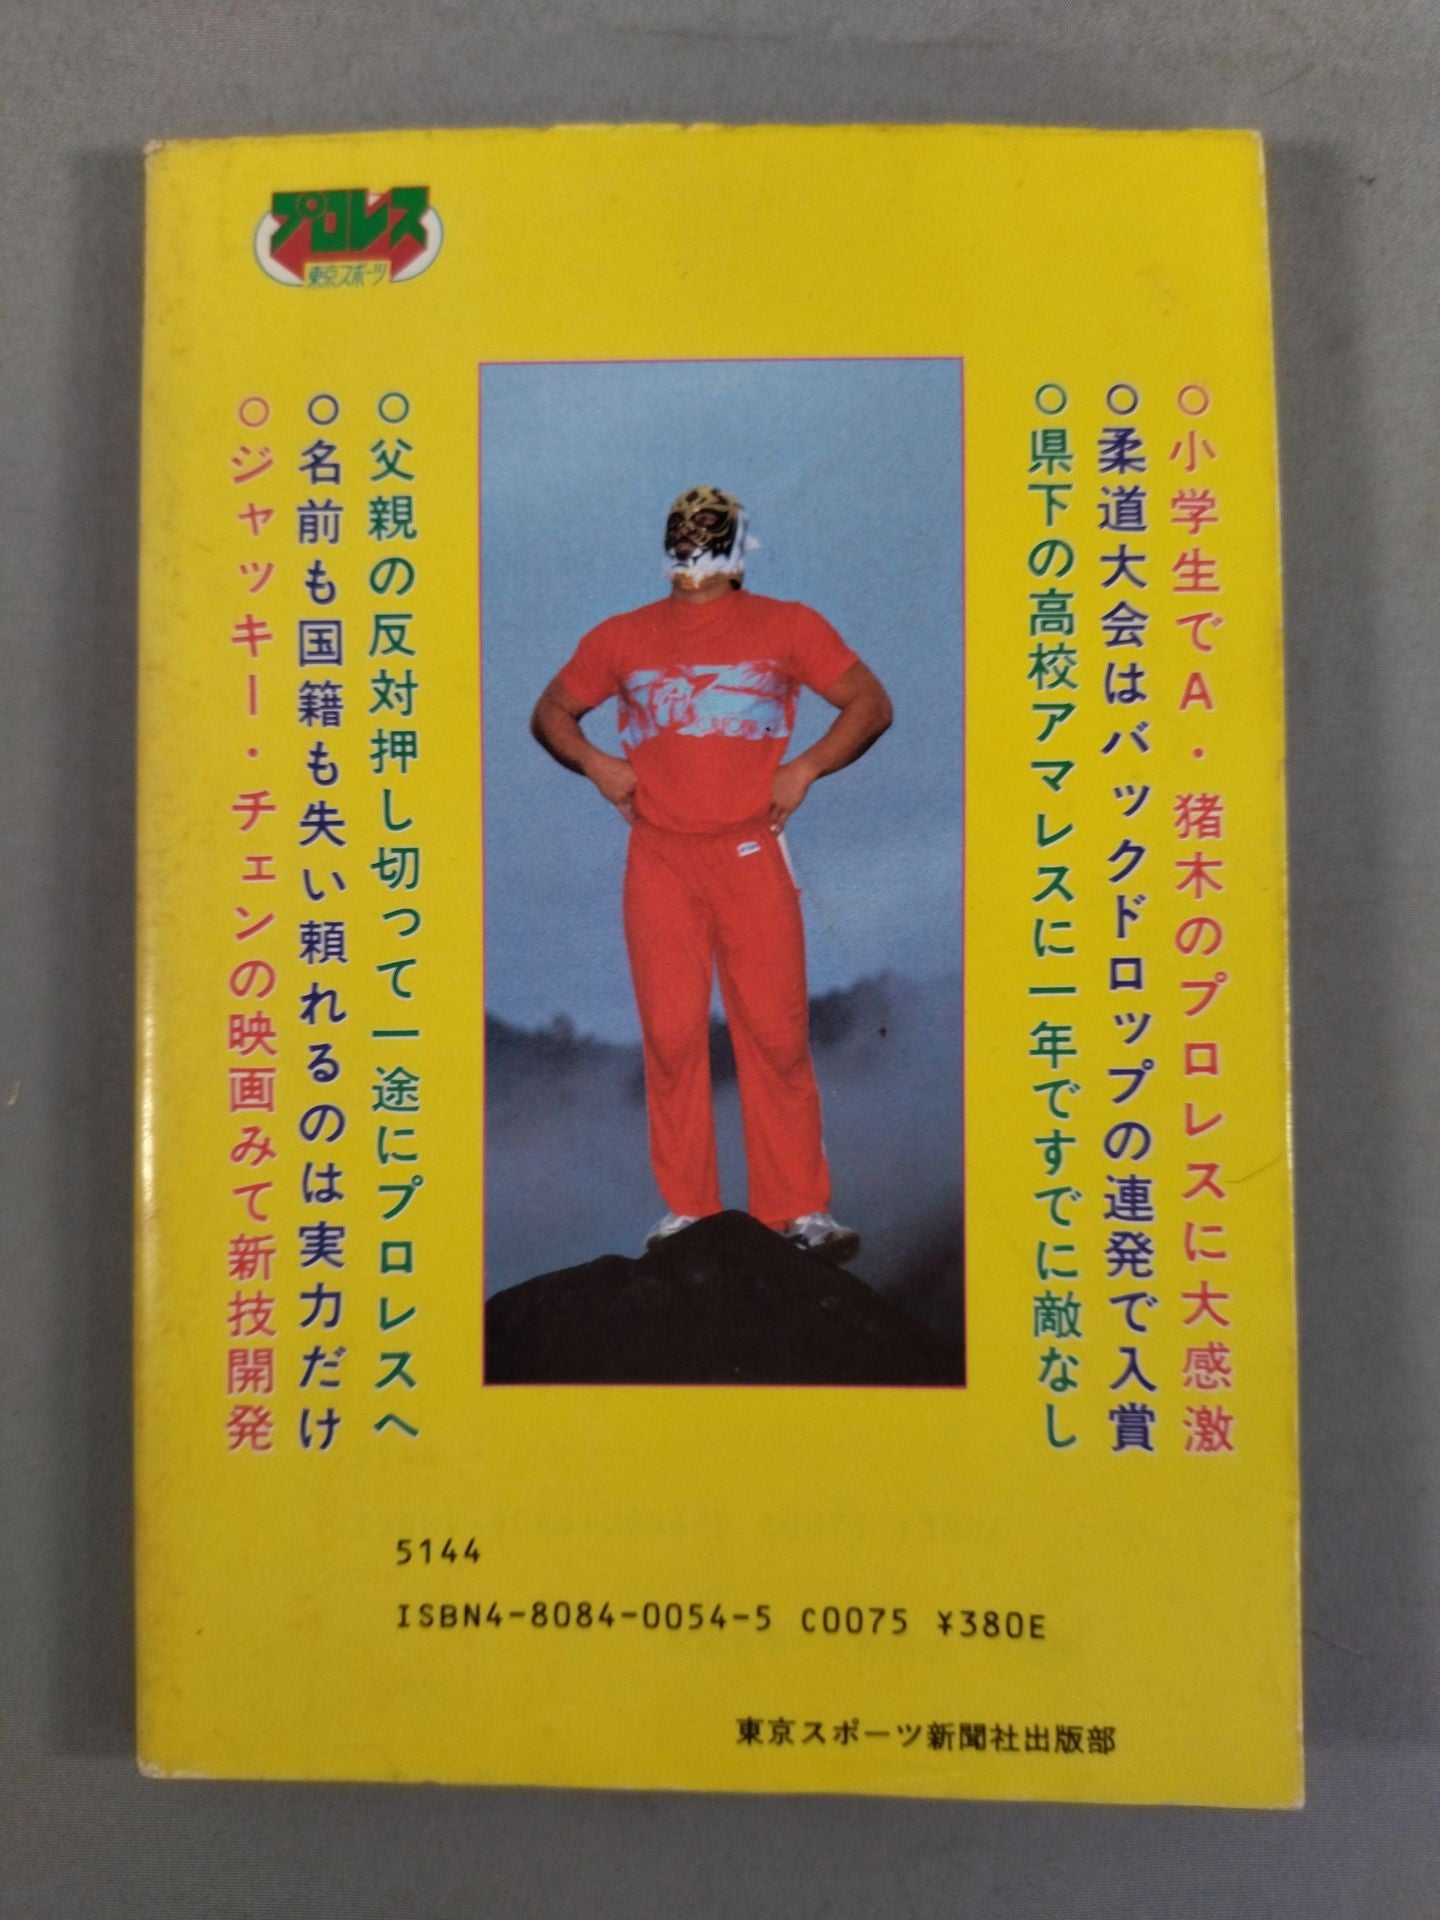 プロレス
東京スポーツ
○小学生でA・猪木のプロレスに大感激
○柔道大会はバックドロップの連発で入賞
○県下の高校アマレスに一年ですでに敵なし
○父親の反対押し切って一途にプロレスへ
○名前も国籍も失い頼れるのは実力だけ
○ジャッキー・チェンの映画みて新技開発
5144
ISBN4-8084-0054-5 C0075 ¥380E
東京スポーツ新聞社出版部